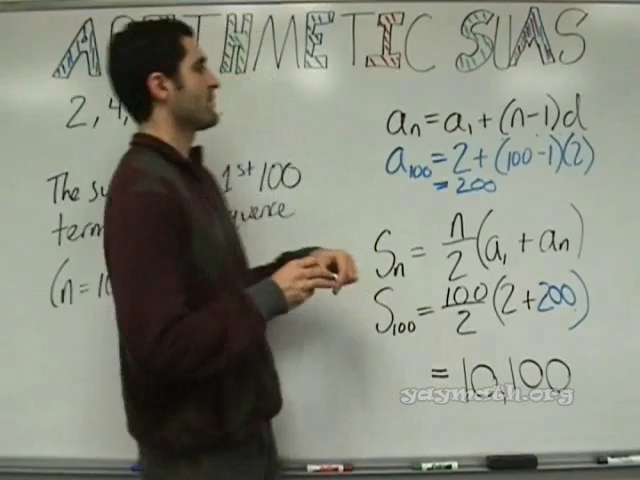 ARITHMETIC SUMS
2, 4,
The su 1st 100
term quence
(n = 10
an = a1 + (n-1)d
a100 = 2 + (100-1)(2)
= 200
Sn = n/2 (a1 + an)
S100 = 100/2 (2 + 200)
= 10,100
yaymath.org